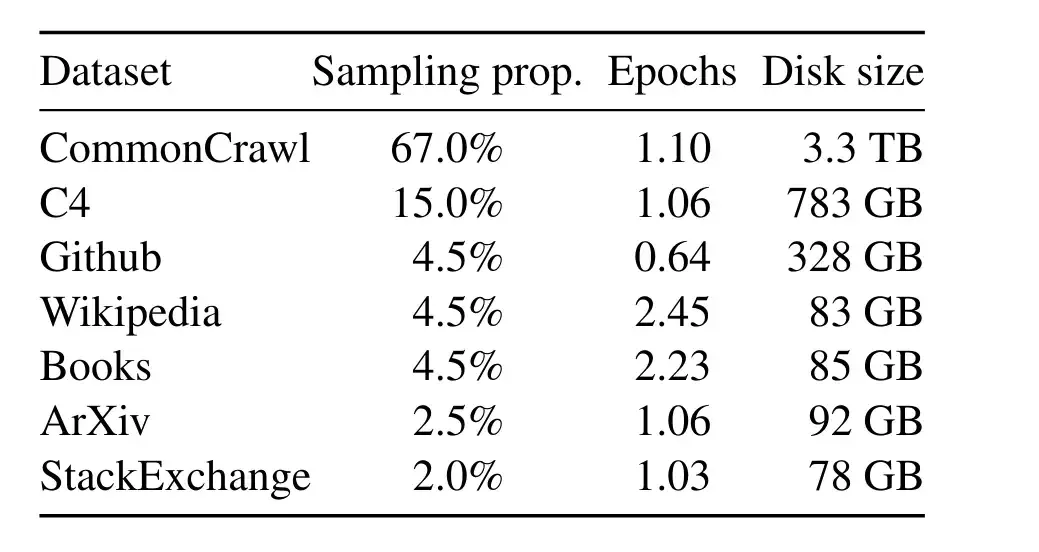 Dataset Sampling prop. Epochs Disk size
CommonCrawl 67.0% 1.10 3.3 TB
C4 15.0% 1.06 783 GB
Github 4.5% 0.64 328 GB
Wikipedia 4.5% 2.45 83 GB
Books 4.5% 2.23 85 GB
ArXiv 2.5% 1.06 92 GB
StackExchange 2.0% 1.03 78 GB